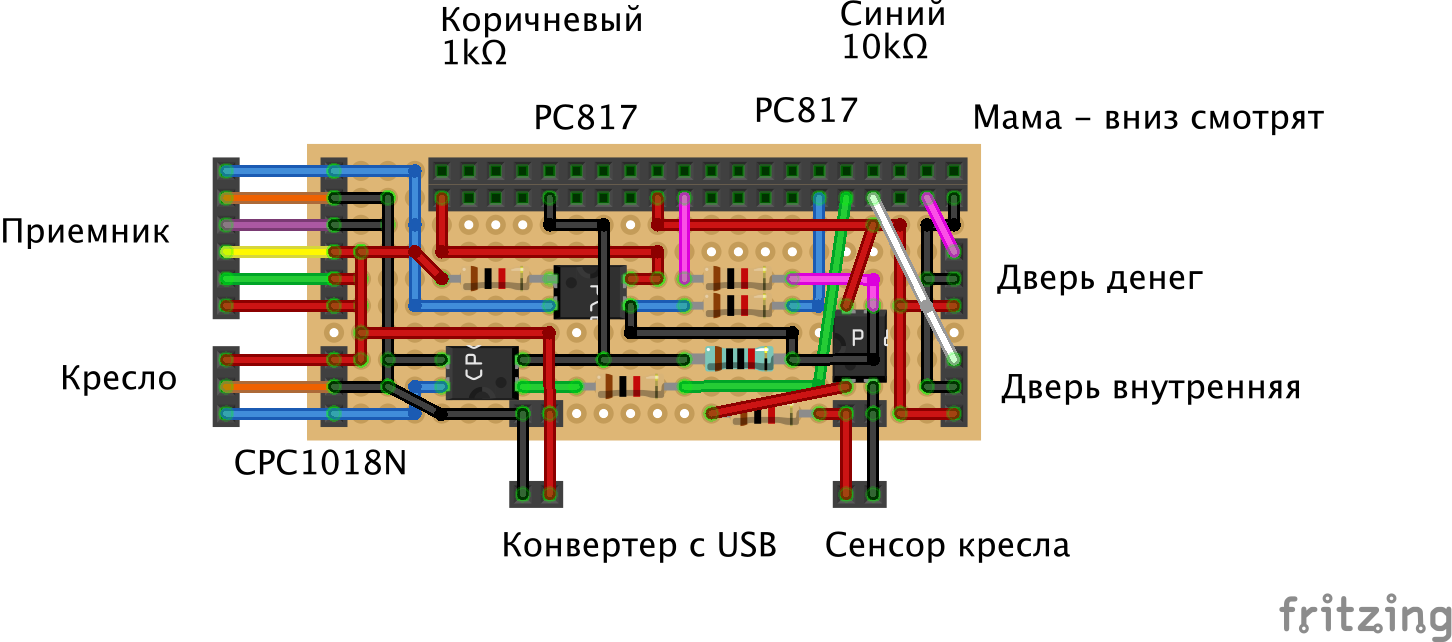 Коричневый
1kΩ
Синий
10kΩ
PC817
PC817
Мама – вниз смотрят
Приемник
Дверь денег
Кресло
CPC
P
Дверь внутренняя
CPC1018N
Конвертер с USB
Сенсор кресла
fritzing